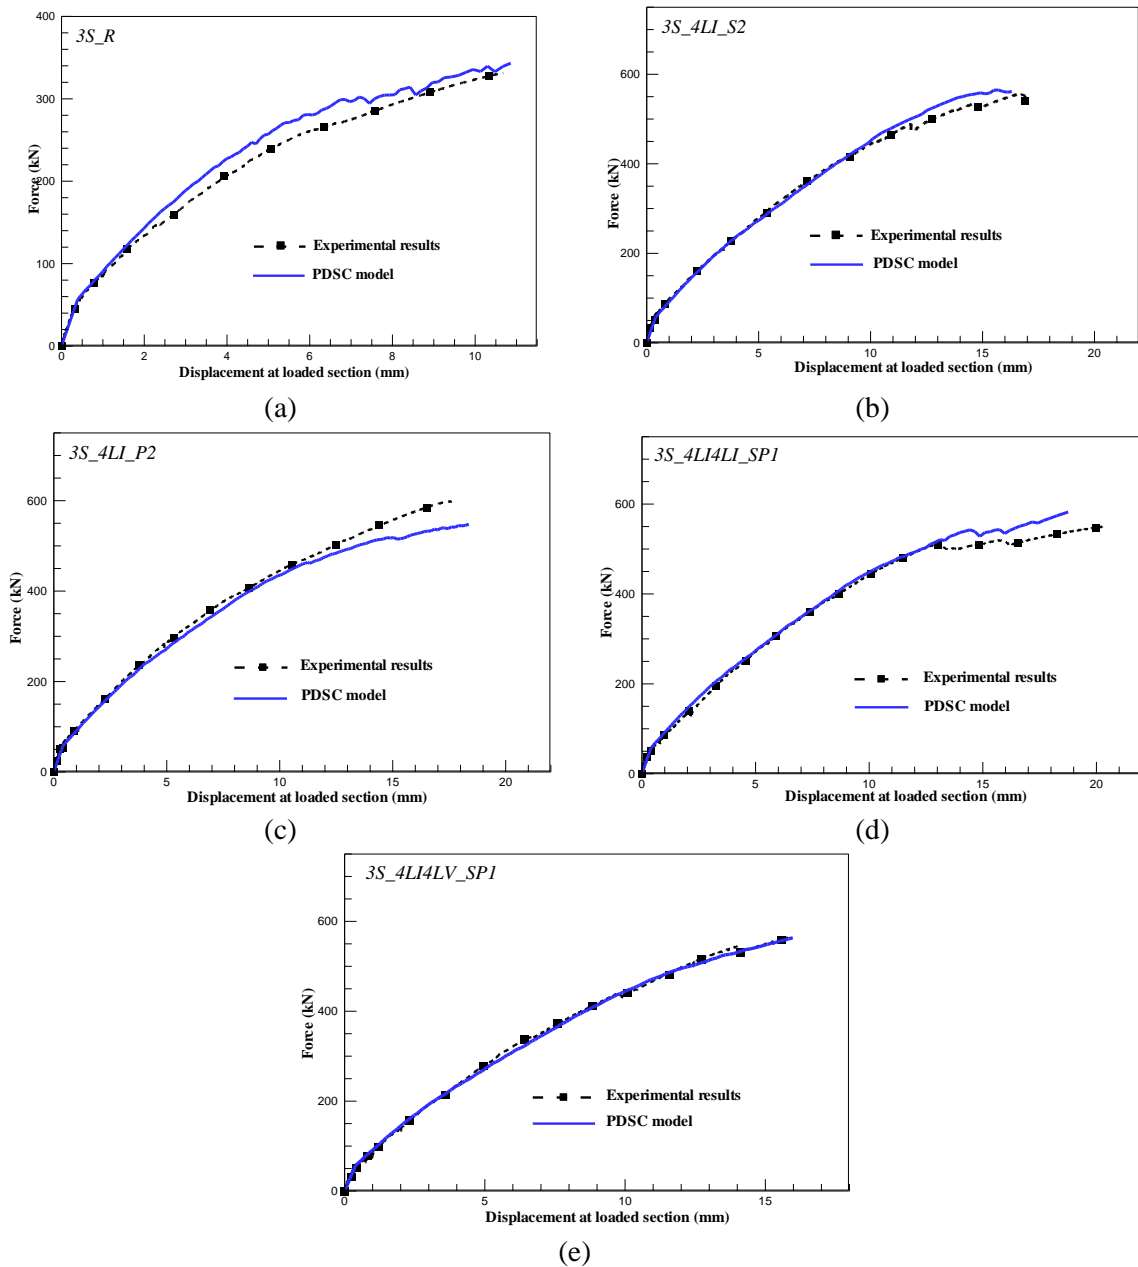 3S_R
400
300
200
100
0
Force (kN)
0 2 4 6 8 10
Displacement at loaded section (mm)
Experimental results
PDSC model
(a)
3S_4LI_S2
600
400
200
0
Force (kN)
0 5 10 15 20
Displacement at loaded section (mm)
Experimental results
PDSC model
(b)
3S_4LI_P2
600
400
200
0
Force (kN)
0 5 10 15 20
Displacement at loaded section (mm)
Experimental results
PDSC model
(c)
3S_4LI4LI_SP1
600
400
200
0
Force (kN)
0 5 10 15 20
Displacement at loaded section (mm)
Experimental results
PDSC model
(d)
3S_4LI4LV_SP1
600
400
200
0
Force (kN)
0 5 10 15
Displacement at loaded section (mm)
Experimental results
PDSC model
(e)